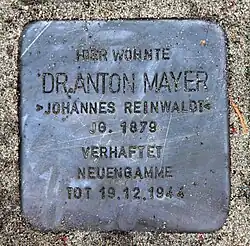 HIER WOHNTE
DR. ANTON MAYER
>JOHANNES REINWALDT<
JG. 1879
VERHAFTET
NEUENGAMME
TOT 19.12.1944